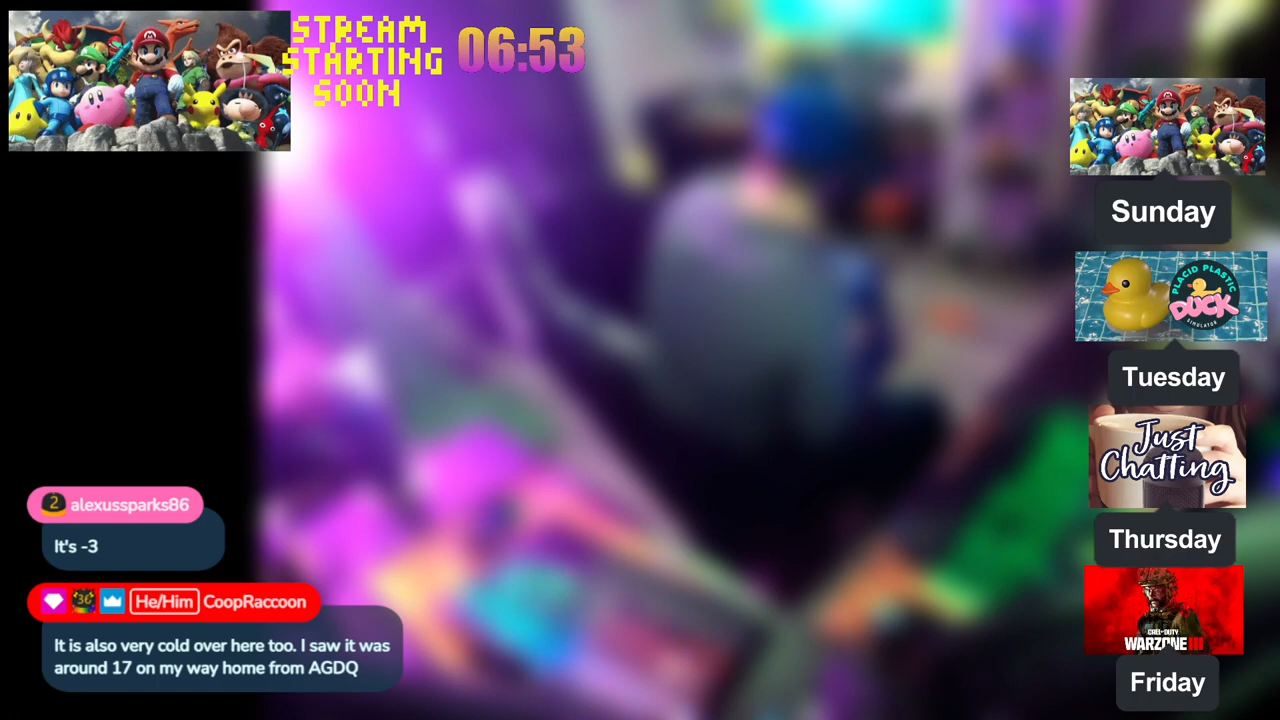 STREAM
STARTING
SOON
06:53
Sunday
PLACID PLASTIC
DUCK
SIMULATOR
Tuesday
Just
Chatting
Thursday
CALL OF DUTY
WARZONE III
Friday
2 alexussparks86
It's -3
36 He/Him CoopRaccoon
It is also very cold over here too. I saw it was
around 17 on my way home from AGDQ